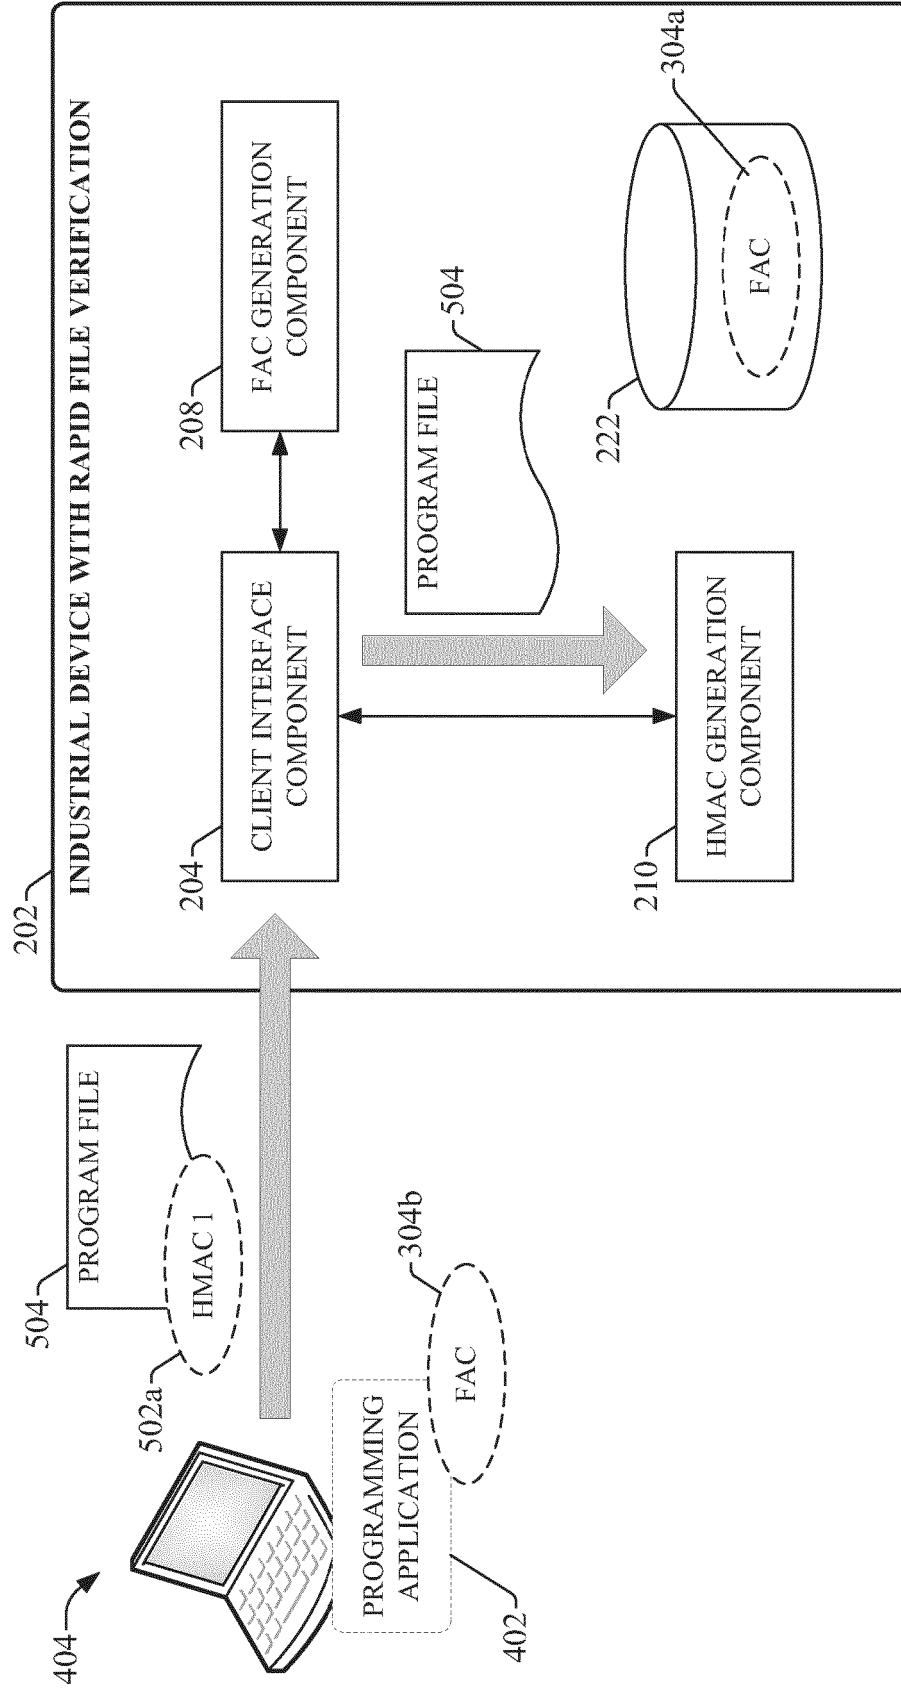 202
INDUSTRIAL DEVICE WITH RAPID FILE VERIFICATION
504
PROGRAM FILE
HMAC 1
502a
404
PROGRAMMING
APPLICATION
402
FAC
304b
204
CLIENT INTERFACE
COMPONENT
208
FAC GENERATION
COMPONENT
PROGRAM FILE
504
210
HMAC GENERATION
COMPONENT
222
FAC
304a